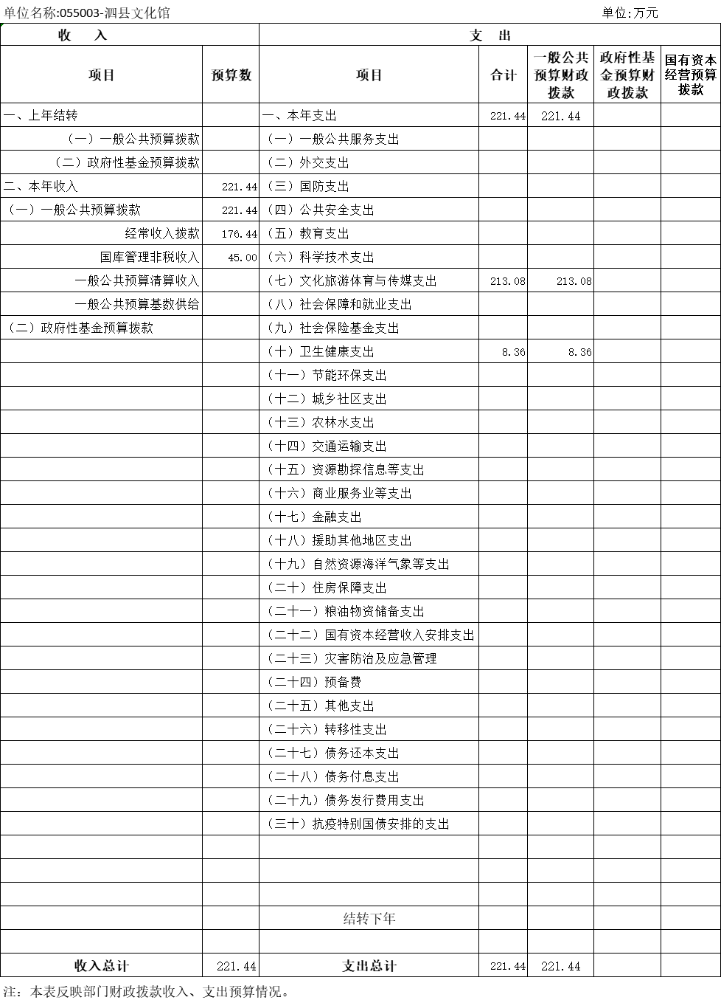 单位名称:055003-泗县文化馆 单位:万元
收 入 支 出
项目 预算数 项目 合计 一般公共预算财政拨款 政府性基金预算财政拨款 国有资本经营预算拨款
一、上年结转 一、本年支出 221.44 221.44
（一）一般公共预算拨款 （一）一般公共服务支出
（二）政府性基金预算拨款 （二）外交支出
二、本年收入 221.44 （三）国防支出
（一）一般公共预算拨款 221.44 （四）公共安全支出
经常收入拨款 176.44 （五）教育支出
国库管理非税收入 45.00 （六）科学技术支出
一般公共预算清算收入 （七）文化旅游体育与传媒支出 213.08 213.08
一般公共预算基数供给 （八）社会保障和就业支出
（二）政府性基金预算拨款 （九）社会保险基金支出
（十）卫生健康支出 8.36 8.36
（十一）节能环保支出
（十二）城乡社区支出
（十三）农林水支出
（十四）交通运输支出
（十五）资源勘探信息等支出
（十六）商业服务业等支出
（十七）金融支出
（十八）援助其他地区支出
（十九）自然资源海洋气象等支出
（二十）住房保障支出
（二十一）粮油物资储备支出
（二十二）国有资本经营收入安排支出
（二十三）灾害防治及应急管理
（二十四）预备费
（二十五）其他支出
（二十六）转移性支出
（二十七）债务还本支出
（二十八）债务付息支出
（二十九）债务发行费用支出
（三十）抗疫特别国债安排的支出
结转下年
收入总计 221.44 支出总计 221.44 221.44
注：本表反映部门财政拨款收入、支出预算情况。